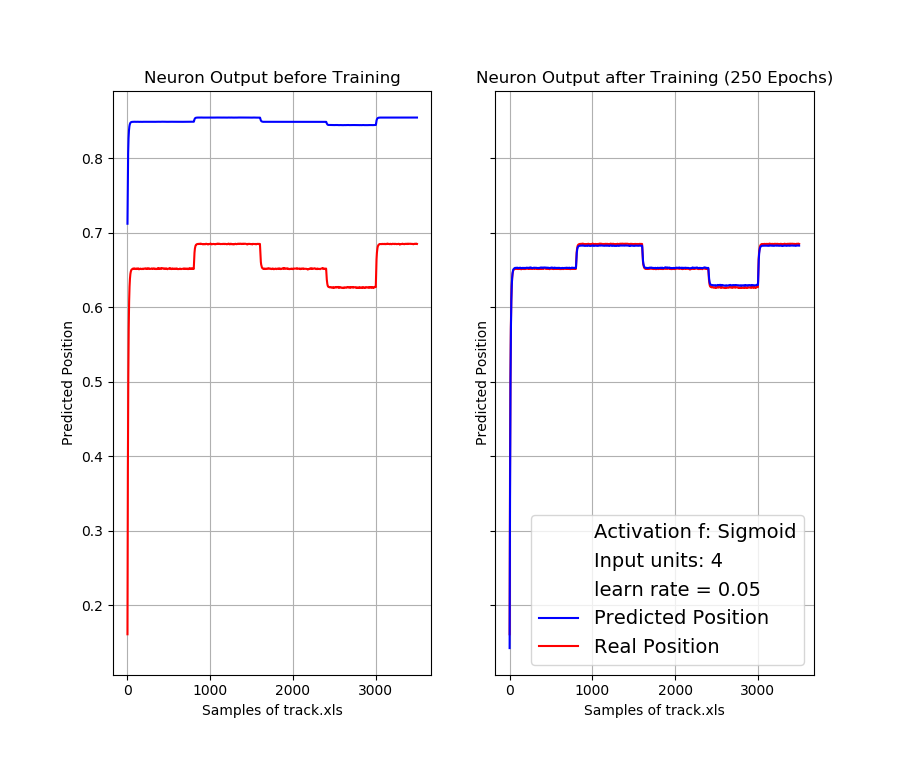 Neuron Output before Training
Neuron Output after Training (250 Epochs)
0.8
0.7
0.6
0.5
0.4
0.3
0.2
Predicted Position
Predicted Position
Activation f: Sigmoid
Input units: 4
learn rate = 0.05
Predicted Position
Real Position
0 1000 2000 3000
0 1000 2000 3000
Samples of track.xls
Samples of track.xls